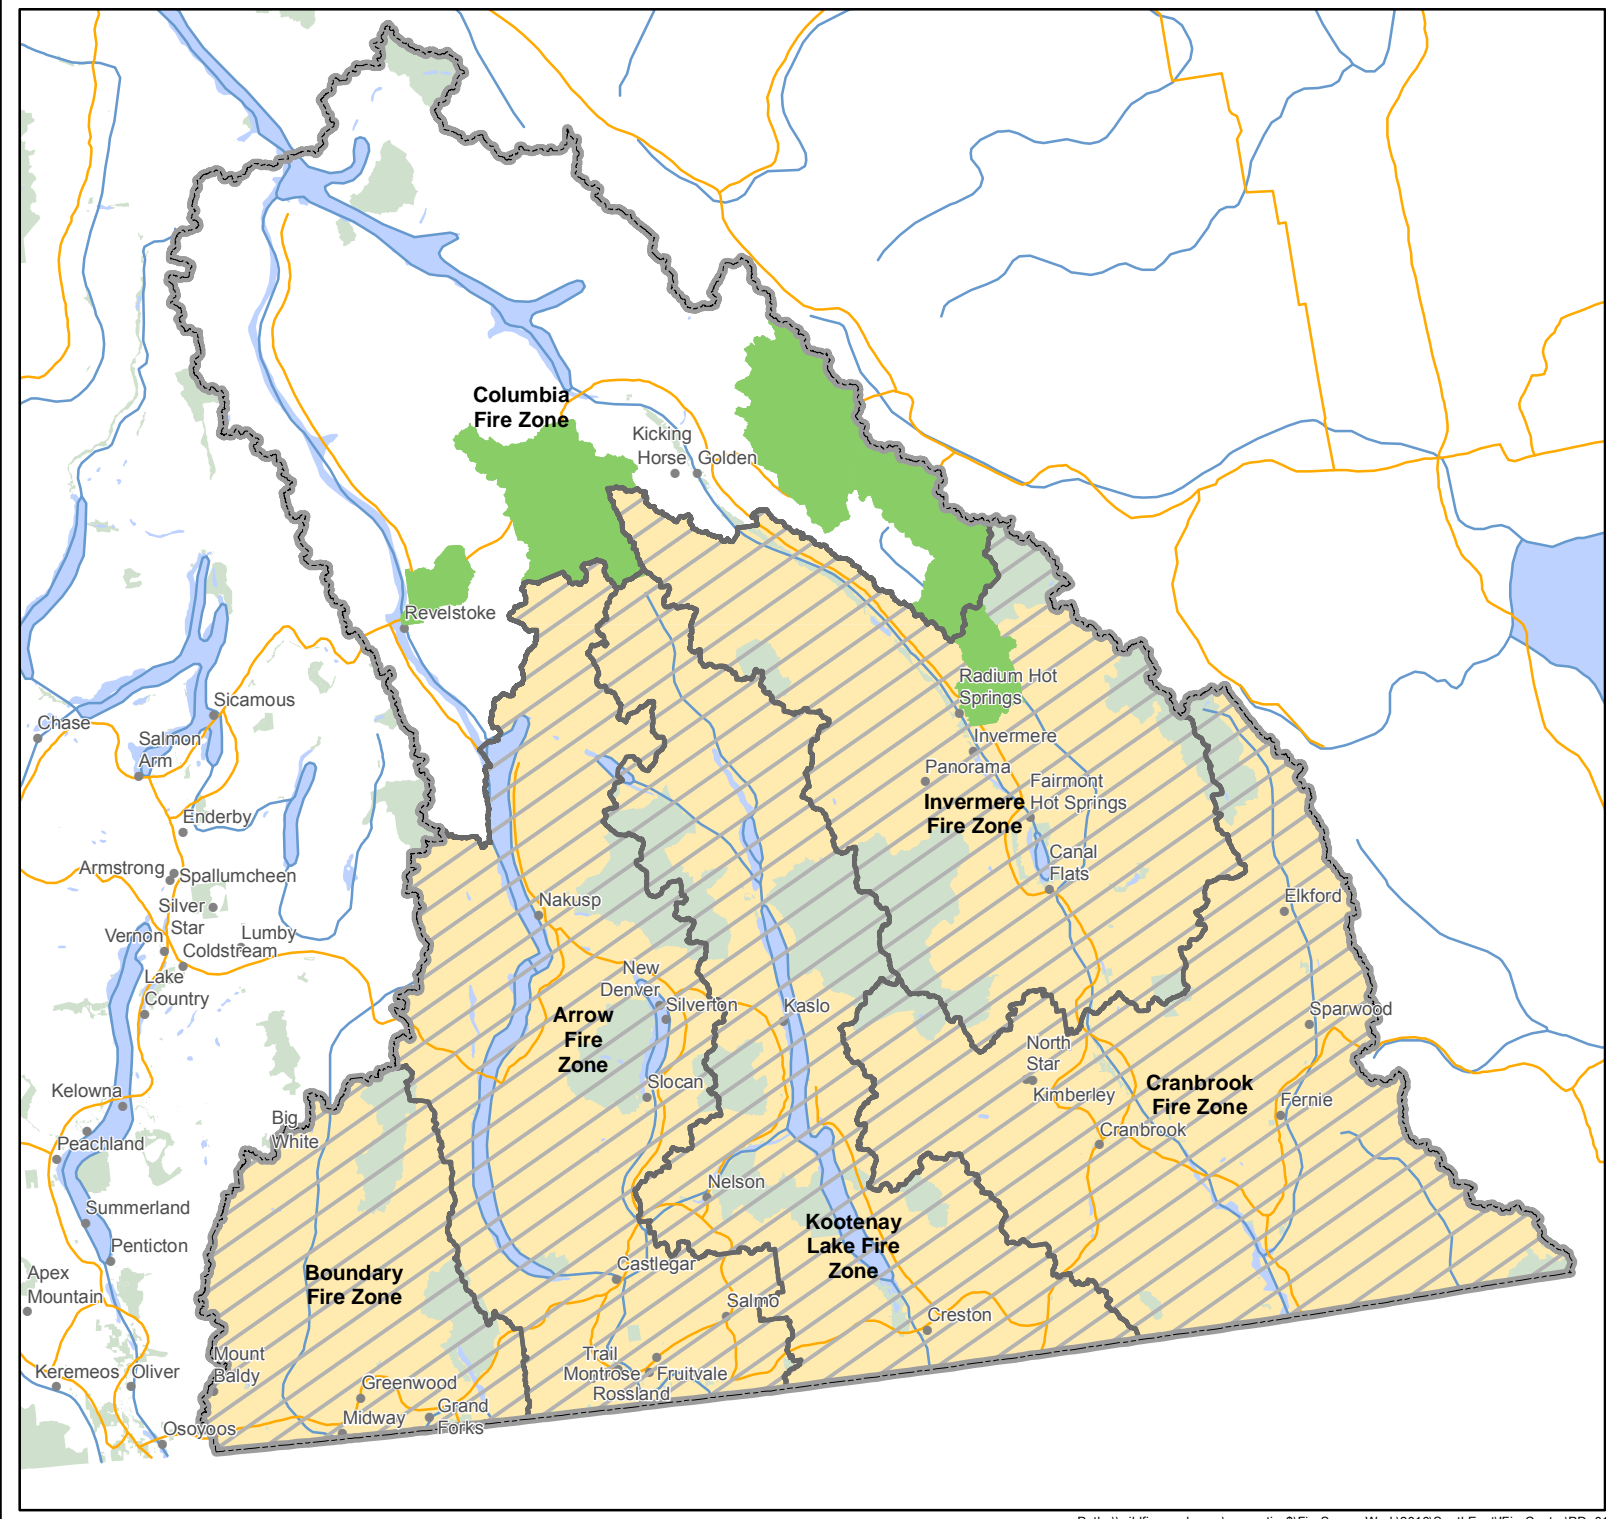 Columbia
Fire Zone
Kicking
Horse
Golden
Revelstoke
Sicamous
Chase
Salmon
Arm
Enderby
Armstrong
Spallumcheen
Silver
Star
Vernon
Lumby
Coldstream
Lake
Country
Kelowna
Peachland
Summerland
Penticton
Apex
Mountain
Keremeos
Oliver
Osoyoos
Big
White
Mount
Baldy
Boundary
Fire Zone
Greenwood
Midway
Grand
Forks
Nakusp
New
Denver
Silverton
Arrow
Fire
Zone
Slocan
Kaslo
Nelson
Castlegar
Salmo
Trail
Montrose
Fruitvale
Rossland
Kootenay
Lake Fire
Zone
Creston
Radium Hot
Springs
Invermere
Panorama
Fairmont
Hot Springs
Invermere
Fire Zone
Canal
Flats
Elkford
Sparwood
North
Star
Kimberley
Cranbrook
Fire Zone
Fernie
Cranbrook